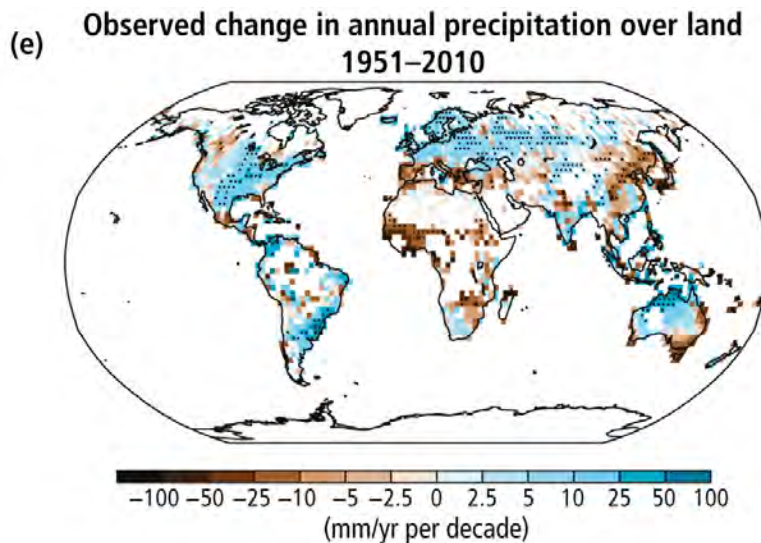 (e)
Observed change in annual precipitation over land
1951–2010
−100 −50 −25 −10 −5 −2.5 0 2.5 5 10 25 50 100
(mm/yr per decade)